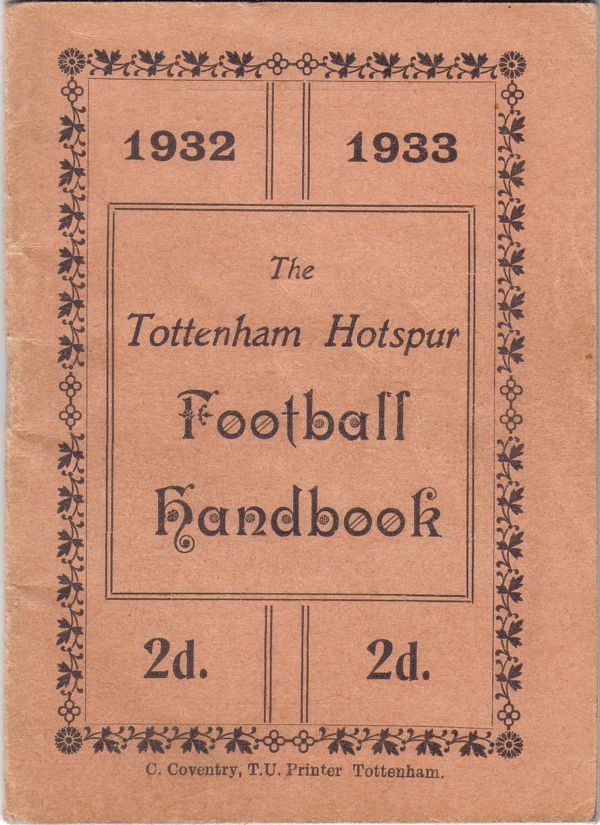 1932 1933
The
Tottenham Hotspur
Football
Handbook
2d. 2d.
C. Coventry, T.U. Printer Tottenham.